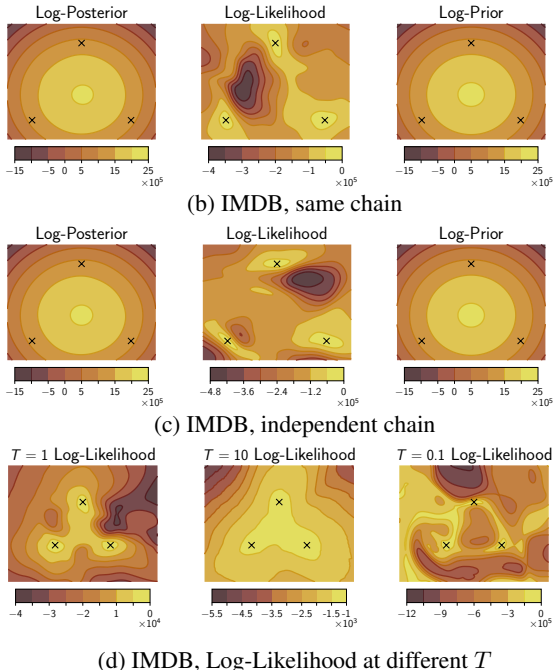 Log-Posterior Log-Likelihood Log-Prior
−15 −5 0 5 15 25 −4 −3 −2 −1 0 −15 −5 0 5 15 25
×10⁵ ×10⁵ ×10⁵
(b) IMDB, same chain
Log-Posterior Log-Likelihood Log-Prior
−15 −5 0 5 15 25 −4.8 −3.6 −2.4 −1.2 0 −15 −5 0 5 15 25
×10⁵ ×10⁵ ×10⁵
(c) IMDB, independent chain
T = 1 Log-Likelihood T = 10 Log-Likelihood T = 0.1 Log-Likelihood
−4 −3 −2 −1 0 −5.5 −4.5 −3.5 −2.5 −1.5 −1 −12 −9 −6 −3 0
×10⁴ ×10³ ×10⁵
(d) IMDB, Log-Likelihood at different T